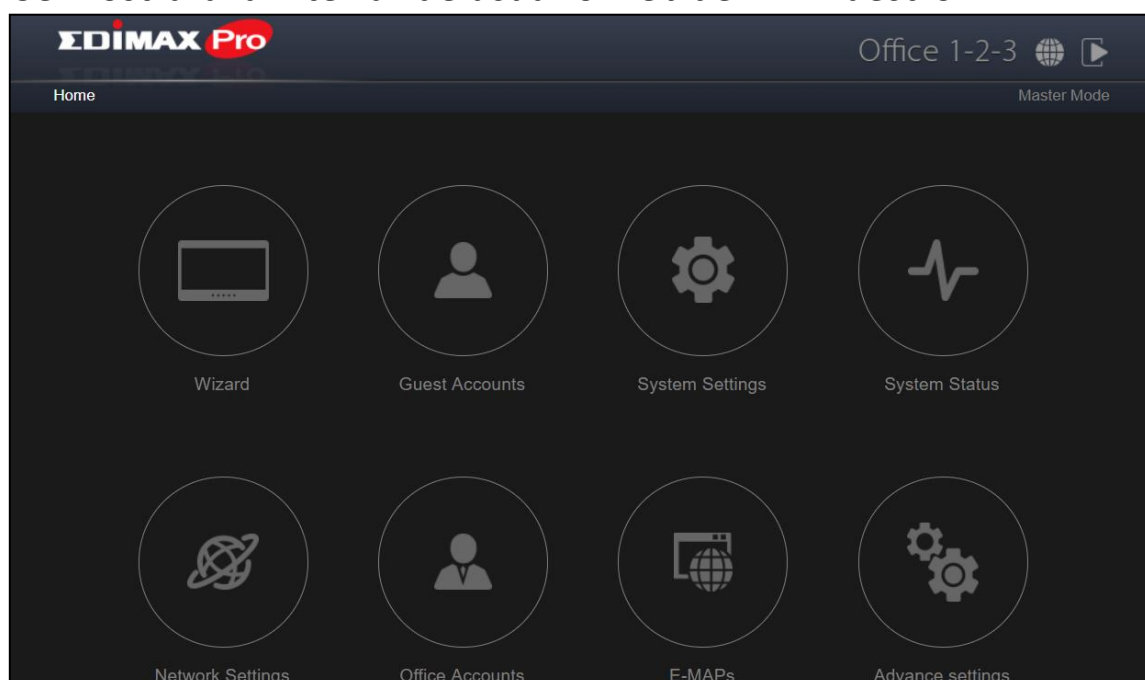 EDIMAX Pro
Office 1-2-3
Home
Master Mode
Wizard
Guest Accounts
System Settings
System Status
Network Settings
Office Accounts
E-MAPs
Advance settings